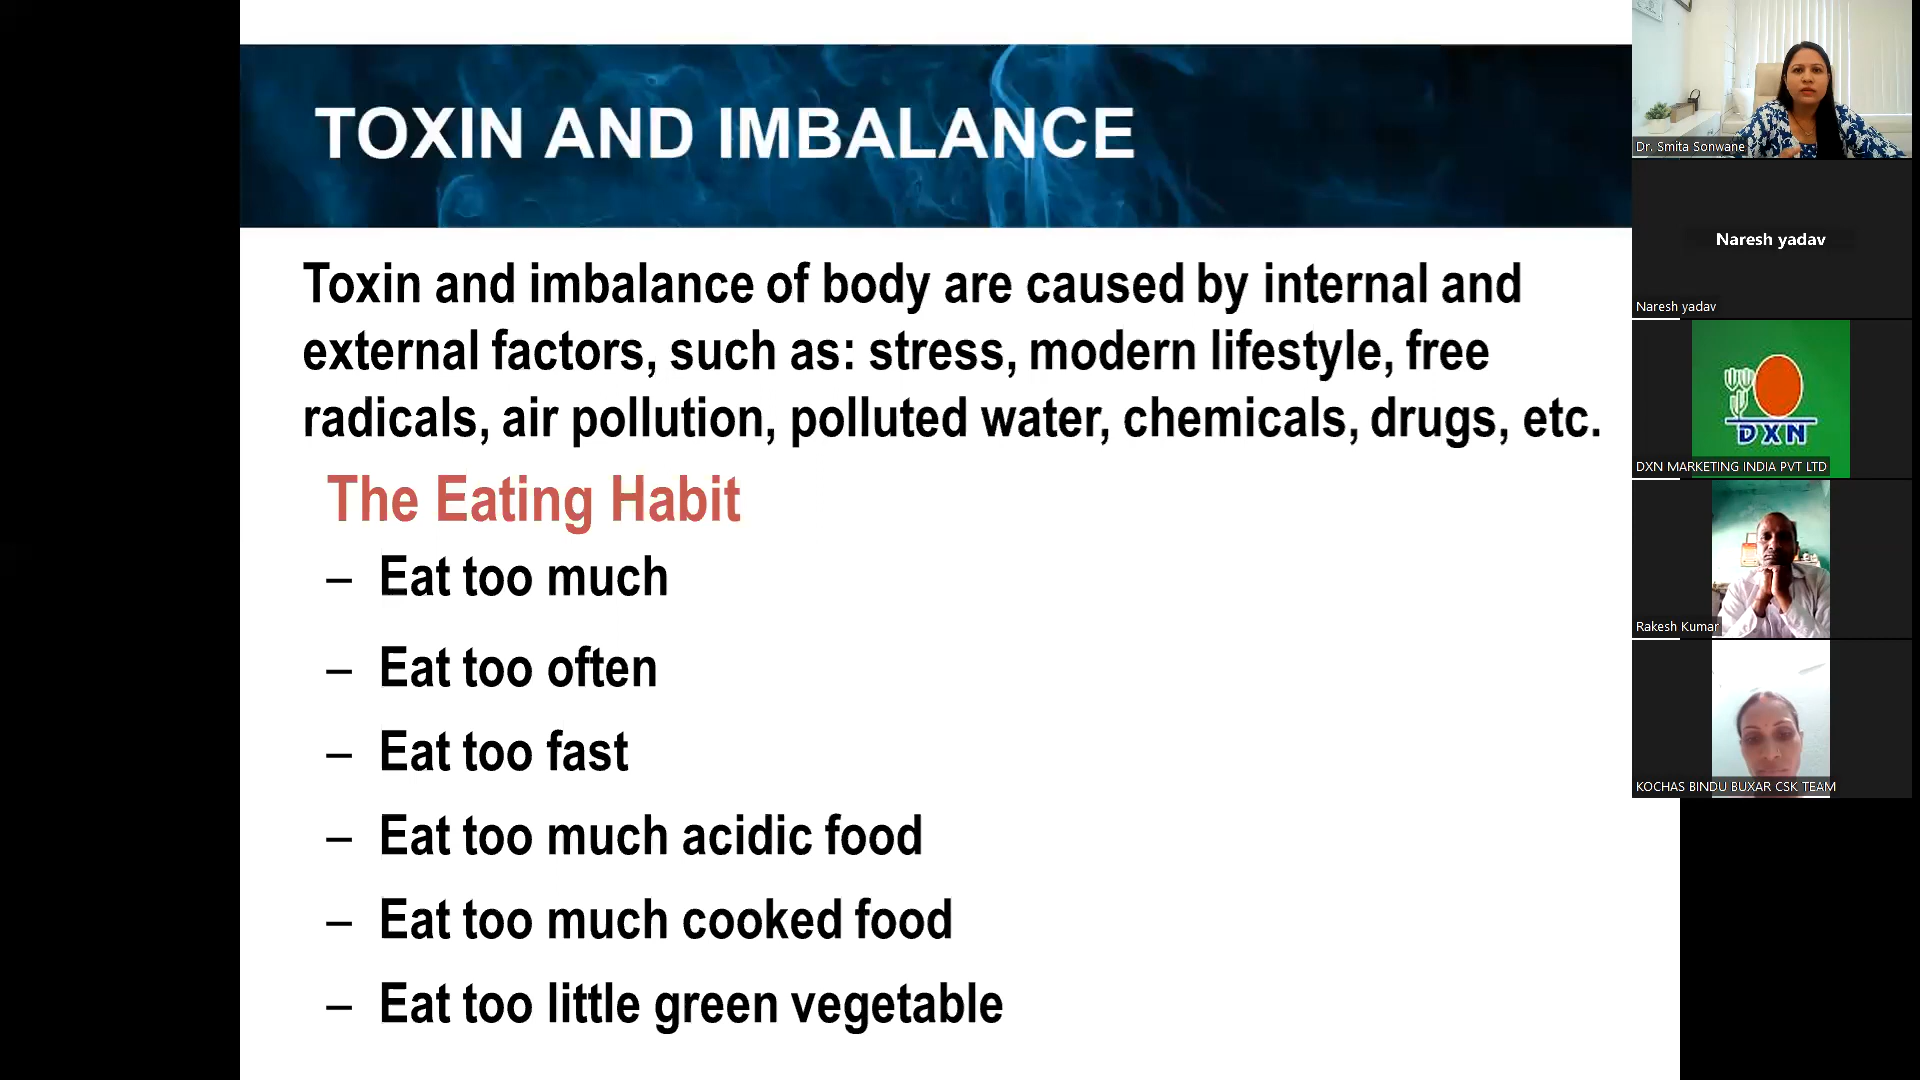 TOXIN AND IMBALANCE
Toxin and imbalance of body are caused by internal and
external factors, such as: stress, modern lifestyle, free
radicals, air pollution, polluted water, chemicals, drugs, etc.
The Eating Habit
– Eat too much
– Eat too often
– Eat too fast
– Eat too much acidic food
– Eat too much cooked food
– Eat too little green vegetable
Dr. Smita Sonwane
Naresh yadav
Naresh yadav
DXN
DXN MARKETING INDIA PVT LTD
Rakesh Kumar
KOCHAS BINDU BUXAR CSK TEAM